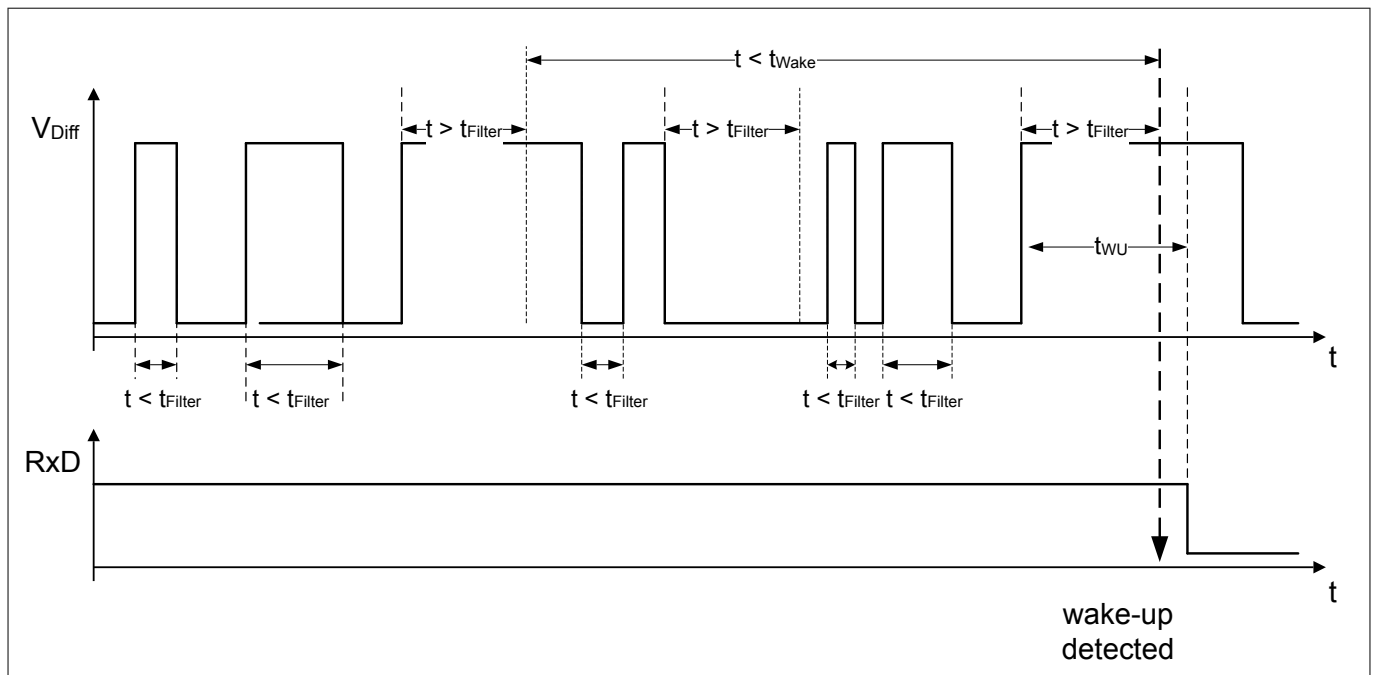 t < tWake
VDiff
t > tFilter
t > tFilter
t > tFilter
tWU
t
t < tFilter
t < tFilter
t < tFilter
t < tFilter
t < tFilter
RxD
t
wake-up
detected